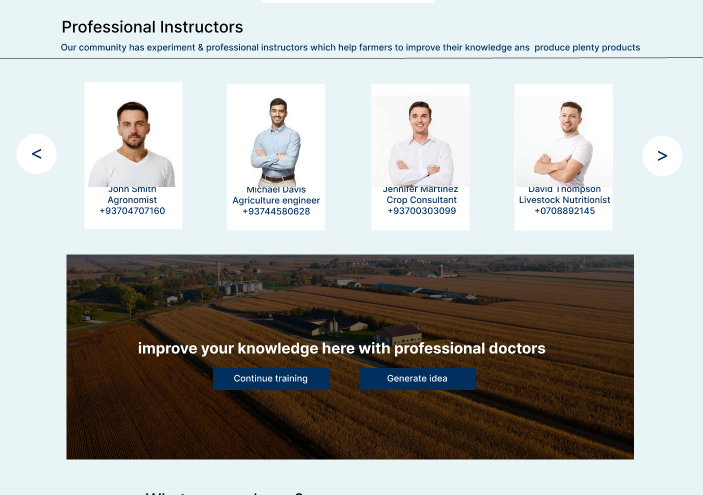 Professional Instructors
Our community has experiment & professional instructors which help farmers to improve their knowledge ans produce plenty products
<
>
John Smith
Agronomist
+93704707160
Michael Davis
Agriculture engineer
+93744580628
Jennifer Martinez
Crop Consultant
+93700303099
David Thompson
Livestock Nutritionist
+0708892145
improve your knowledge here with professional doctors
Continue training
Generate idea